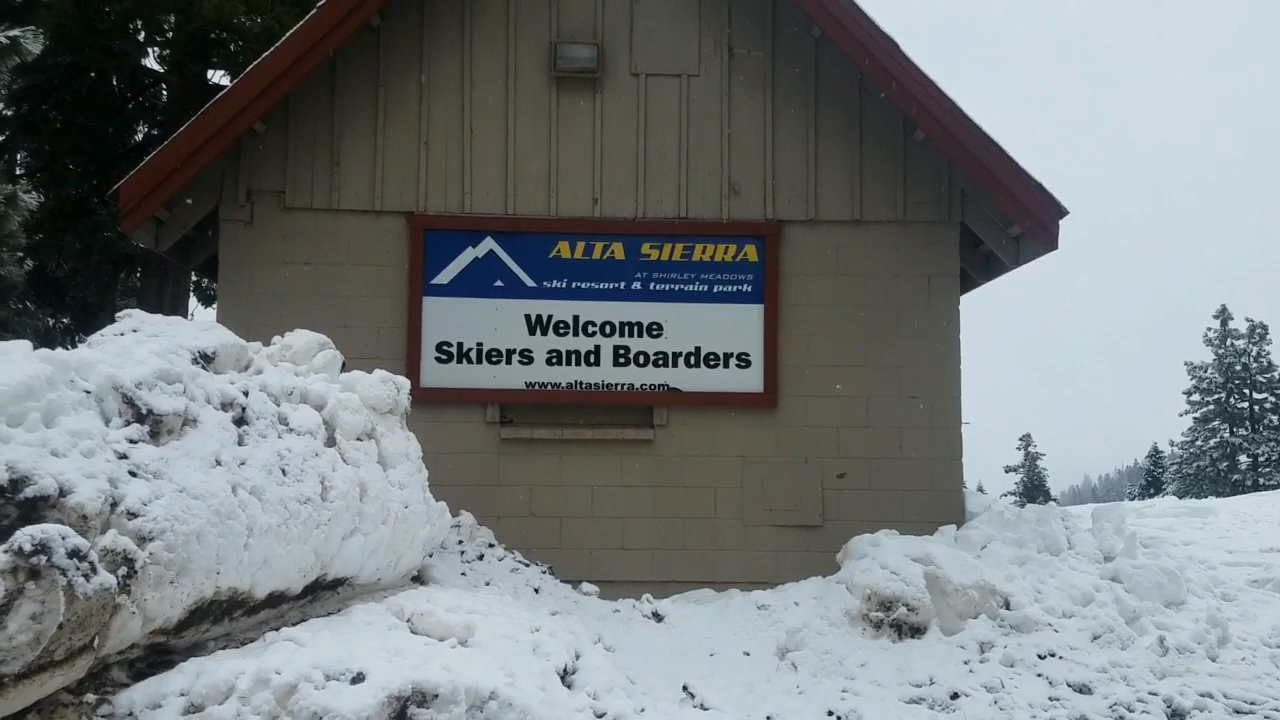 ALTA SIERRA
AT SHIRLEY MEADOWS
ski resort & terrain park
Welcome
Skiers and Boarders
www.altasierra.com